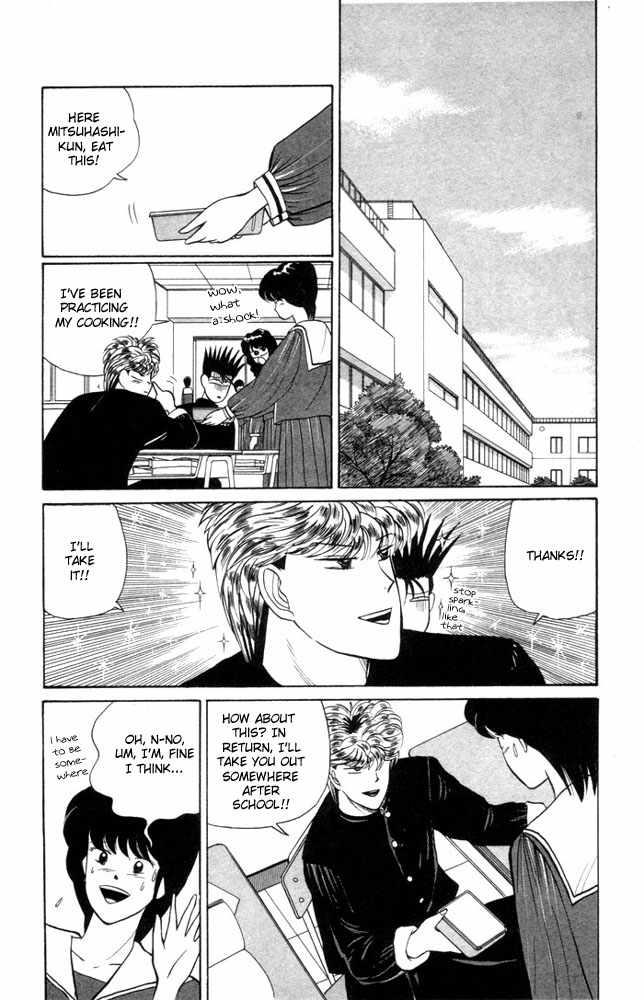 HERE
MITSUHASHI-
KUN, EAT
THIS!
I'VE BEEN
PRACTICING
MY COOKING!!
wow,
what
a shock!
THANKS!!
stop
spark-
ling
like
that
I'LL
TAKE
IT!!
HOW ABOUT
THIS? IN
RETURN, I'LL
TAKE YOU OUT
SOMEWHERE
AFTER
SCHOOL!!
OH, N-NO,
UM, I'M, FINE
I THINK...
I have
to be
some-
where